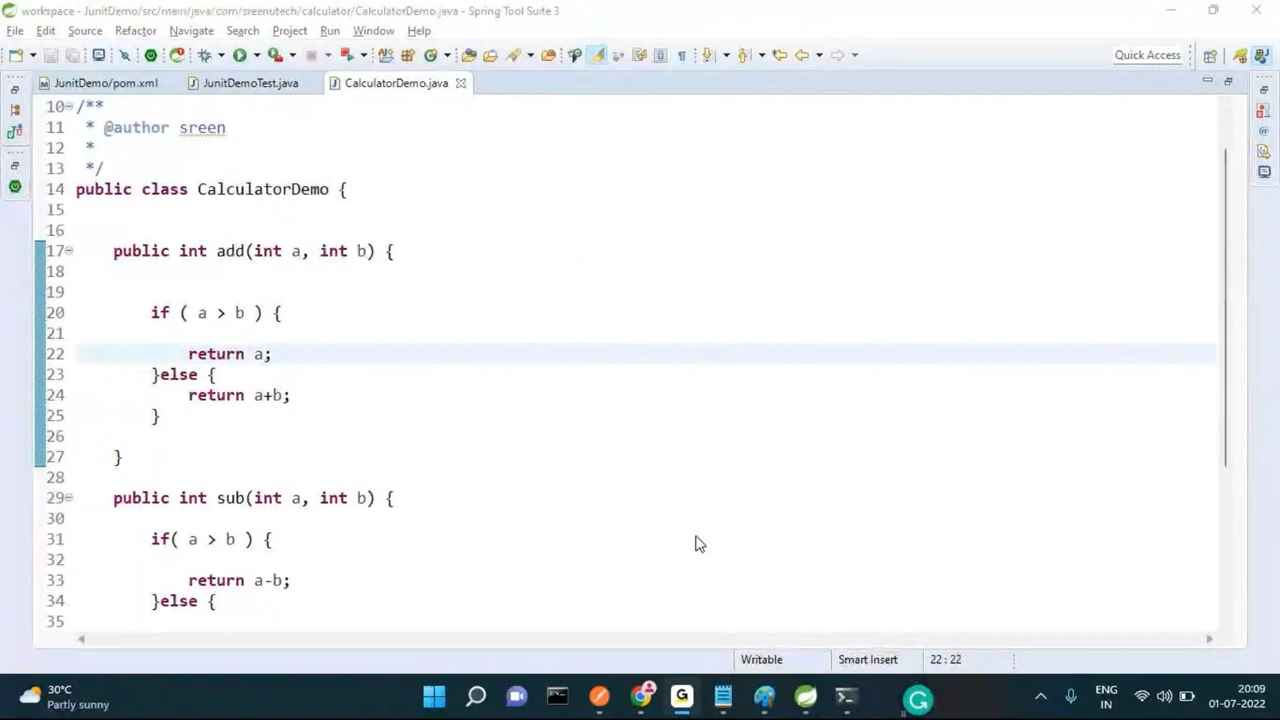 workspace - JunitDemo/src/main/java/com/sreenutech/calculator/CalculatorDemo.java - Spring Tool Suite 3
File Edit Source Refactor Navigate Search Project Run Window Help
Quick Access
JunitDemo/pom.xml JunitDemoTest.java CalculatorDemo.java
10 /**
11 * @author sreen
12 *
13 */
14 public class CalculatorDemo {
15
16
17 public int add(int a, int b) {
18
19
20 if ( a > b ) {
21
22 return a;
23 }else {
24 return a+b;
25 }
26
27 }
28
29 public int sub(int a, int b) {
30
31 if( a > b ) {
32
33 return a-b;
34 }else {
35
Writable Smart Insert 22 : 22
30°C
Partly sunny
ENG
IN
20:09
01-07-2022